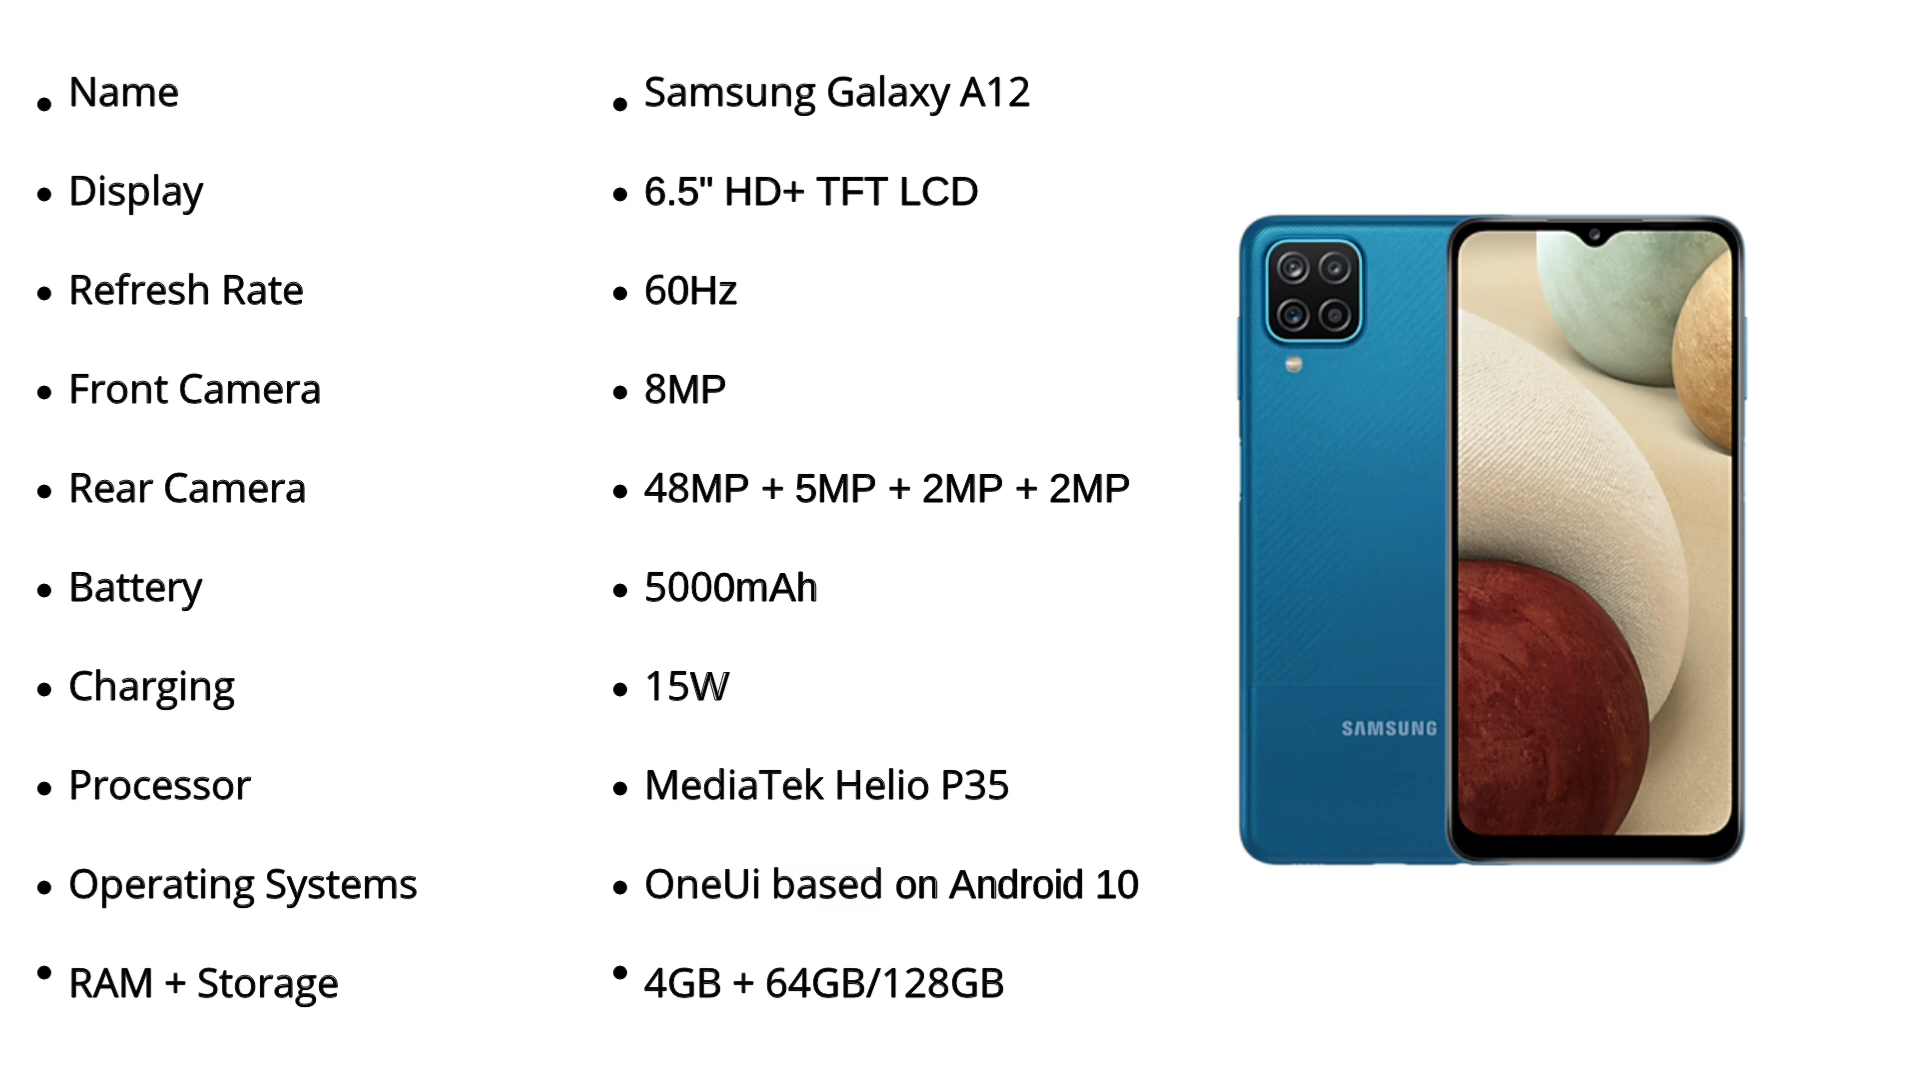 Name
Samsung Galaxy A12
Display
6.5" HD+ TFT LCD
Refresh Rate
60Hz
Front Camera
8MP
Rear Camera
48MP + 5MP + 2MP + 2MP
Battery
5000mAh
Charging
15W
Processor
MediaTek Helio P35
Operating Systems
OneUi based on Android 10
RAM + Storage
4GB + 64GB/128GB
SAMSUNG